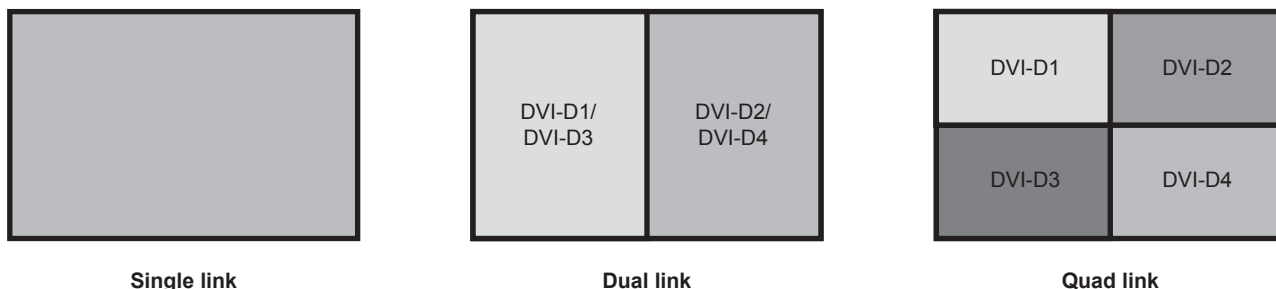 DVI-D1/
DVI-D3
DVI-D2/
DVI-D4
DVI-D1
DVI-D2
DVI-D3
DVI-D4
Single link
Dual link
Quad link